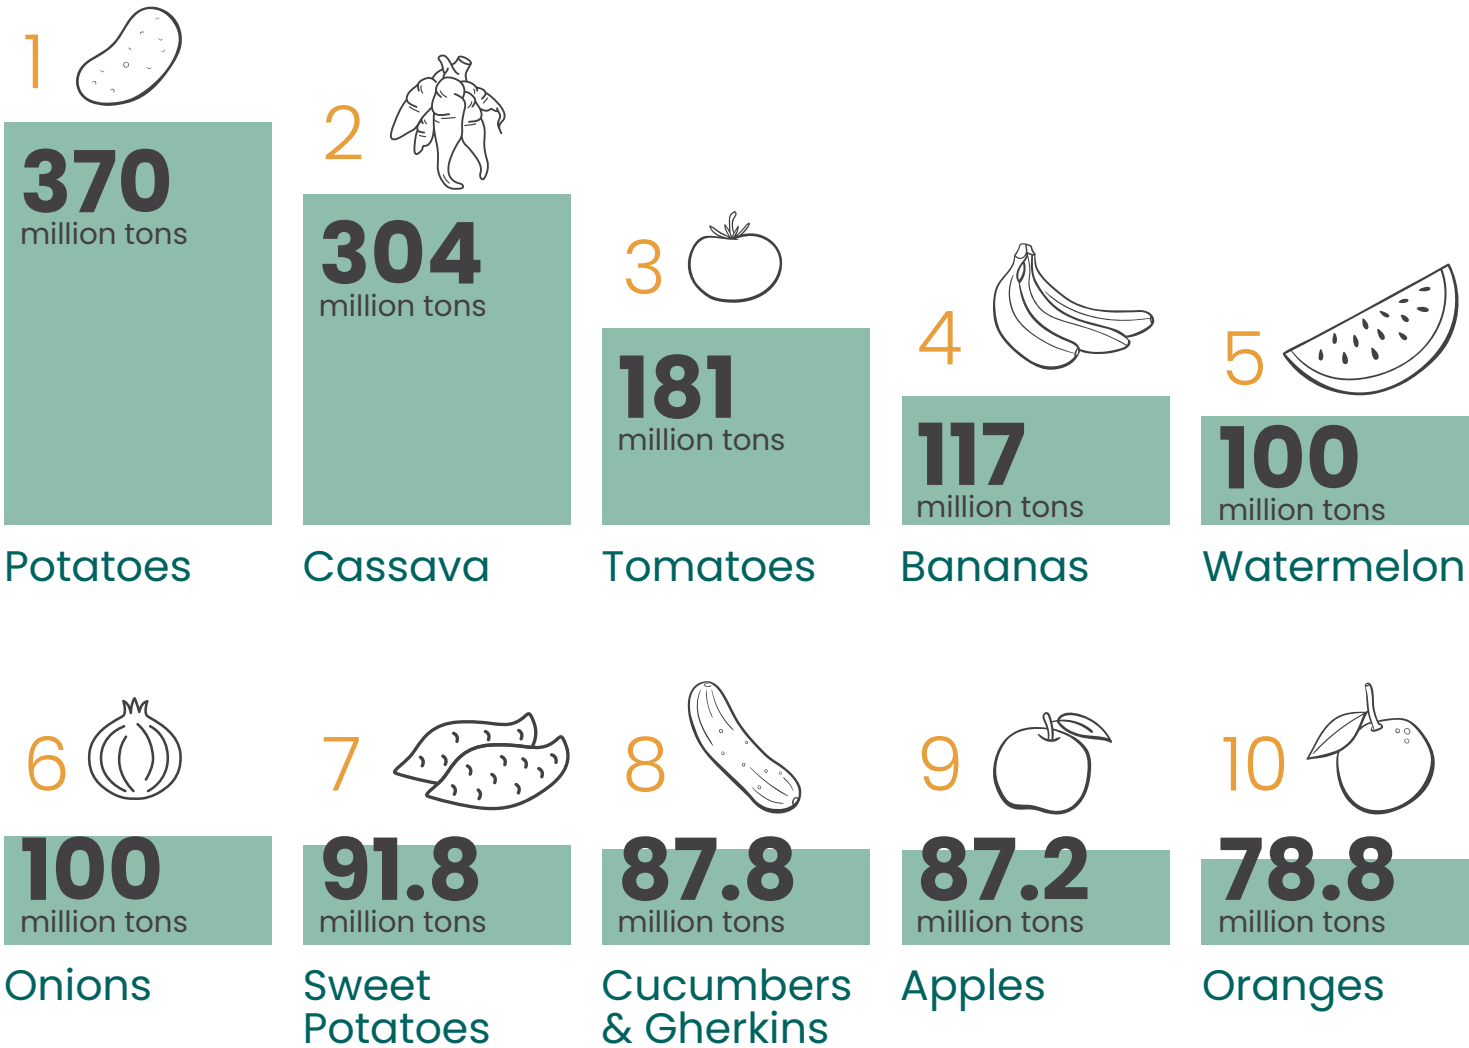 1
370
million tons
Potatoes
2
304
million tons
Cassava
3
181
million tons
Tomatoes
4
117
million tons
Bananas
5
100
million tons
Watermelon
6
100
million tons
Onions
7
91.8
million tons
Sweet
Potatoes
8
87.8
million tons
Cucumbers
& Gherkins
9
87.2
million tons
Apples
10
78.8
million tons
Oranges